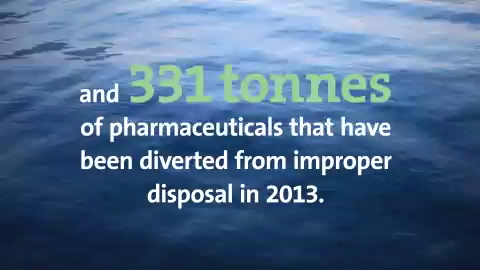 and 331 tonnes
of pharmaceuticals that have
been diverted from improper
disposal in 2013.